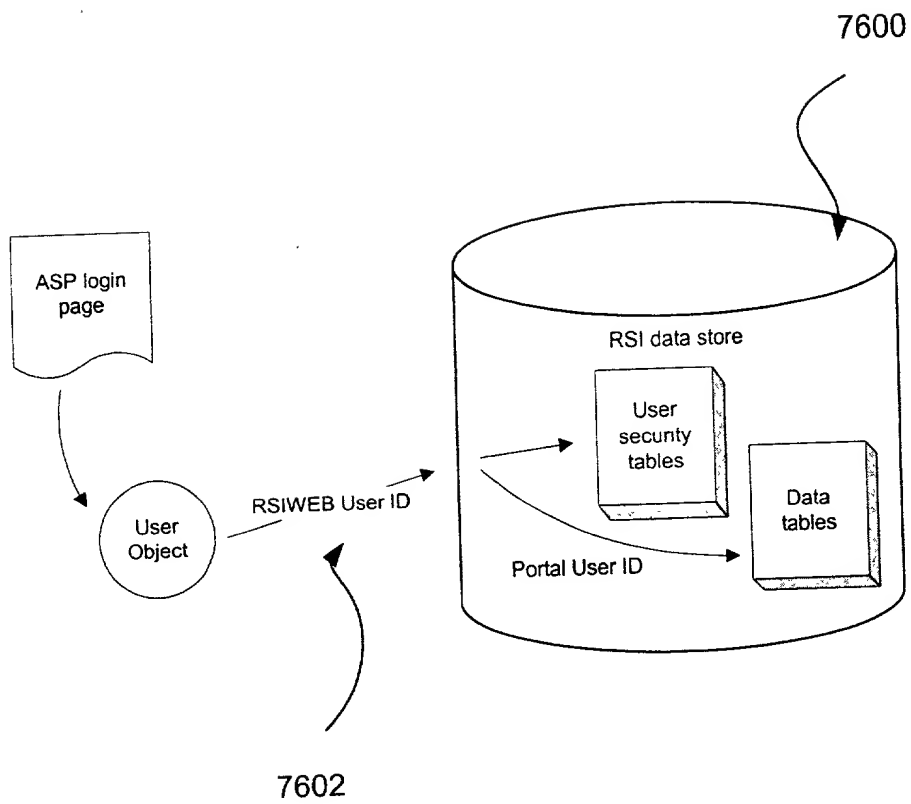 7600
ASP login
page
RSI data store
User
security
tables
User
Object
RSIWEB User ID
Data
tables
Portal User ID
7602